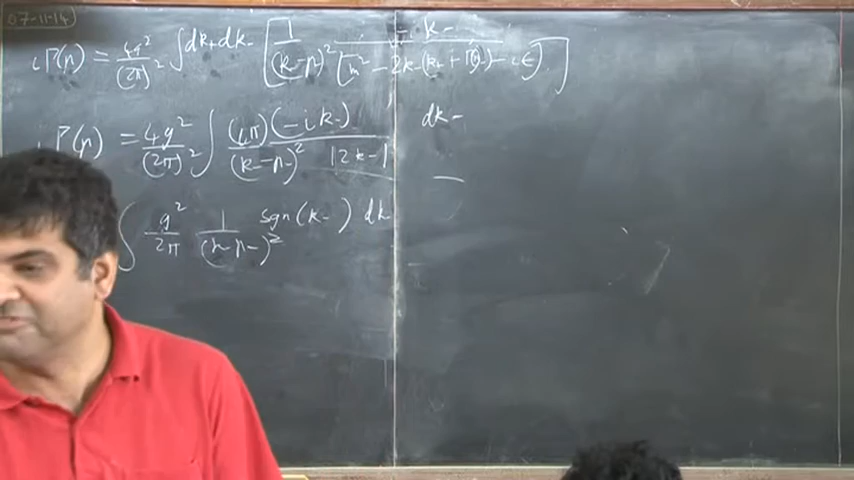 07-11-14
iΓ(p) = 4g²/(2π)² ∫ dk+ dk- [ 1/(k-p)² -k-/[m² - 2k-(k+ + Γ()-) - iε] ]
Γ(p) = 4g²/(2π)² ∫ (iπ)(-ik-)/((k-p-)² |2k-|) dk-
∫ g²/2π 1/(k-p-)² sgn(k-) dk